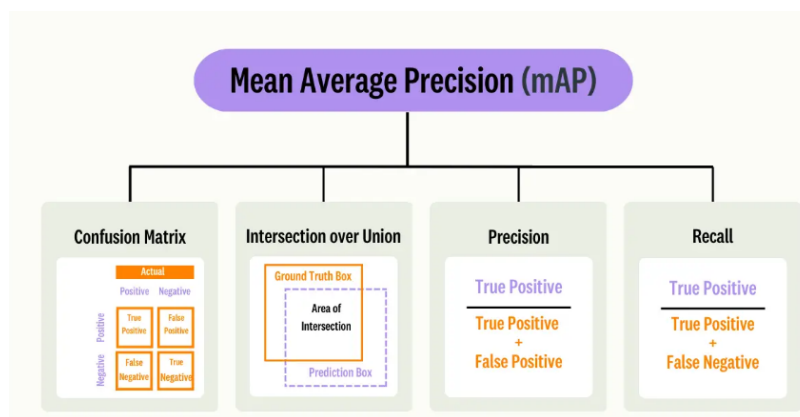 Mean Average Precision (mAP)
Confusion Matrix
Actual
Positive Negative
Positive
True
Positive
False
Positive
Negative
False
Negative
True
Negative
Intersection over Union
Ground Truth Box
Area of
Intersection
Prediction Box
Precision
True Positive
True Positive
+
False Positive
Recall
True Positive
True Positive
+
False Negative